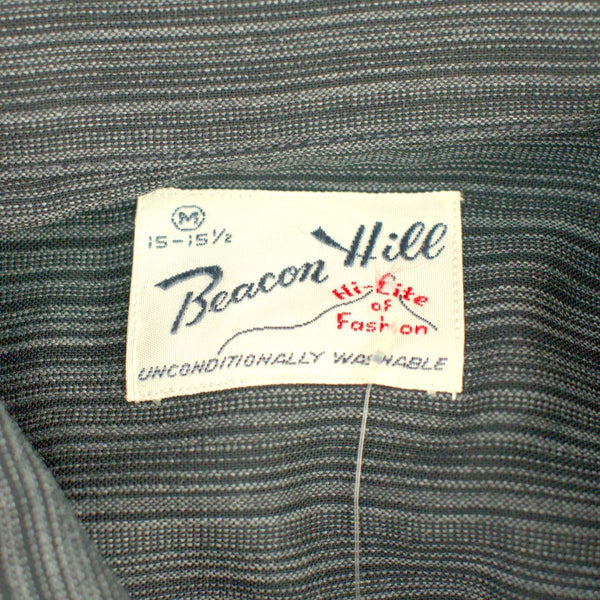 M
15-15½
Beacon Hill
Hi-Lite
of
Fashion
UNCONDITIONALLY WASHABLE